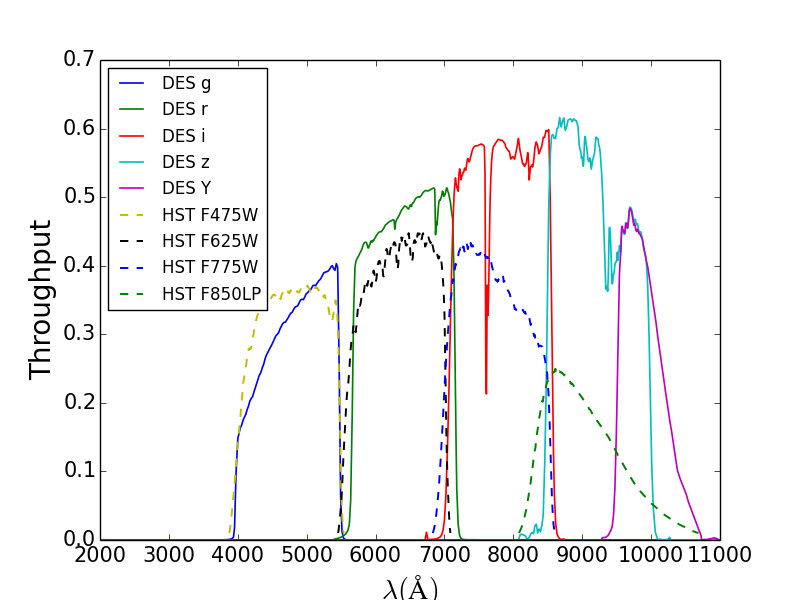 0.7
0.6
0.5
0.4
0.3
0.2
0.1
0.0
Throughput
DES g
DES r
DES i
DES z
DES Y
HST F475W
HST F625W
HST F775W
HST F850LP
2000 3000 4000 5000 6000 7000 8000 9000 10000 11000
λ(Å)